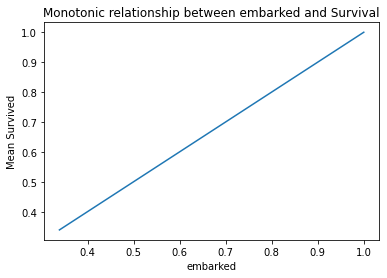 Monotonic relationship between embarked and Survival
Mean Survived
1.0
0.9
0.8
0.7
0.6
0.5
0.4
0.4 0.5 0.6 0.7 0.8 0.9 1.0
embarked